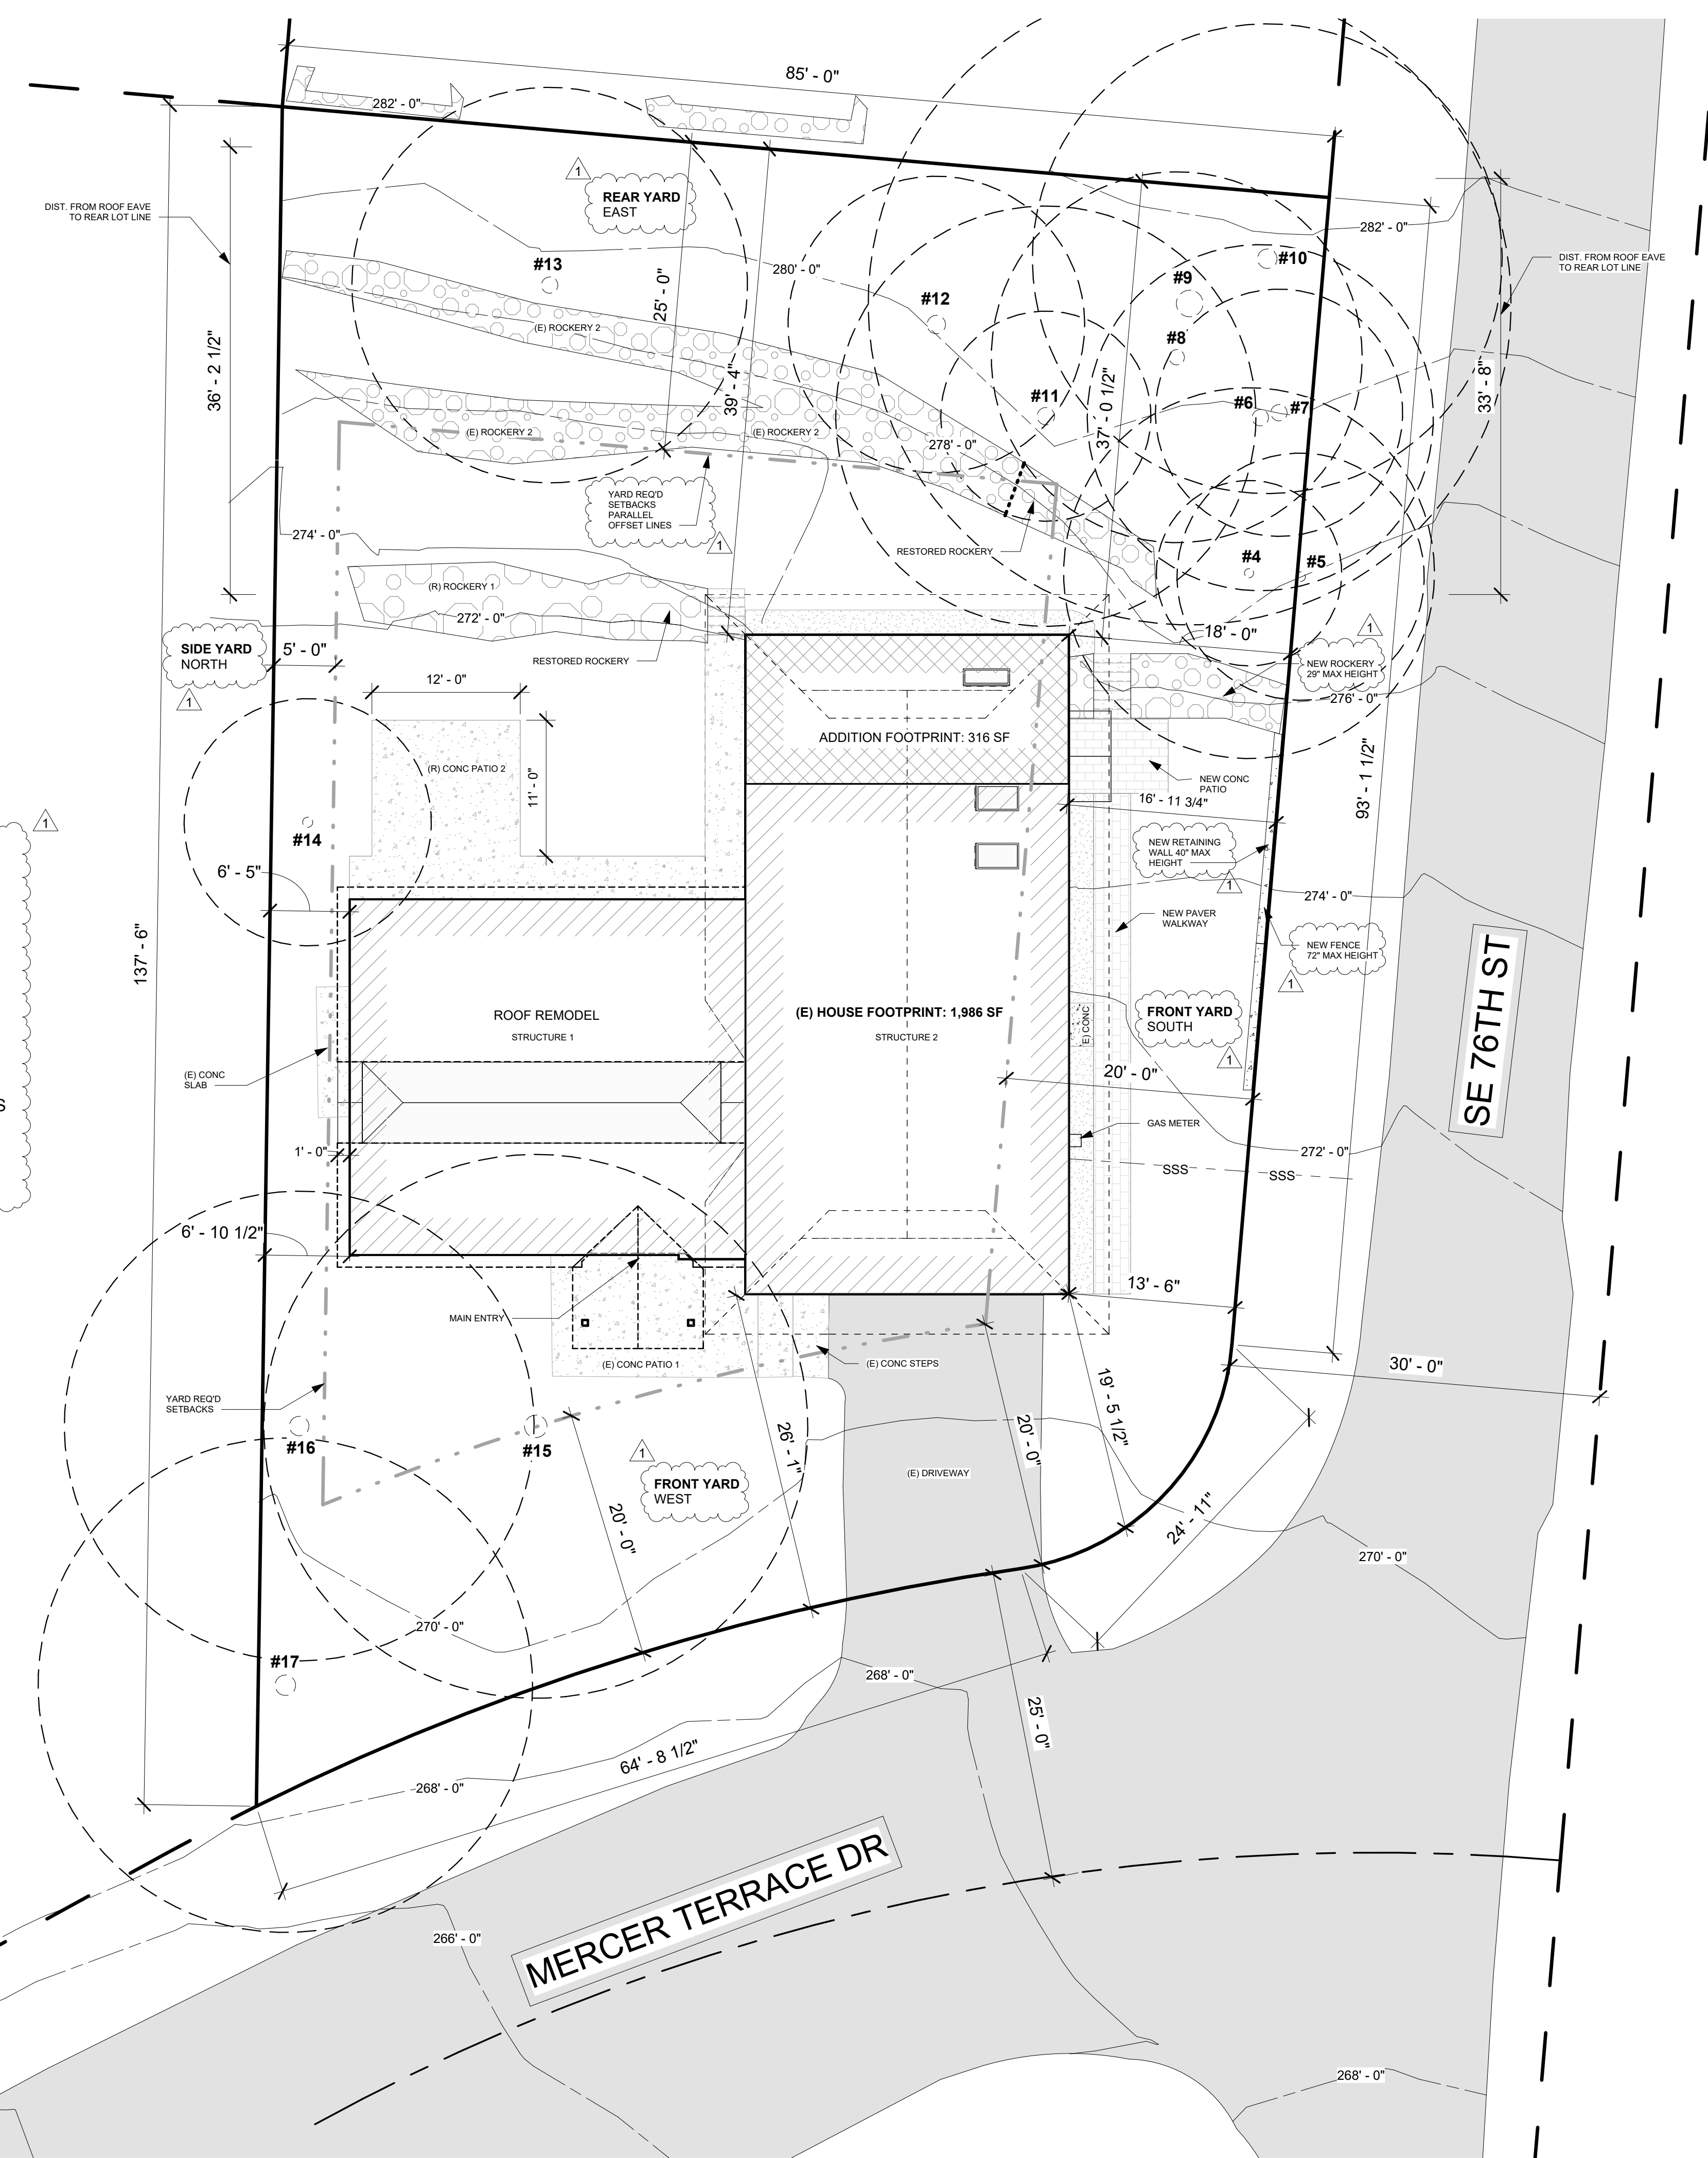 85' - 0"
282' - 0"
1
REAR YARD
EAST
DIST. FROM ROOF EAVE
TO REAR LOT LINE
282' - 0"
#10
DIST. FROM ROOF EAVE
TO REAR LOT LINE
#13
280' - 0"
#9
25' - 0"
#12
(E) ROCKERY 2
#8
36' - 2 1/2"
39' - 4"
37' - 0 1/2"
33' - 8"
#11
#6
#7
(E) ROCKERY 2
(E) ROCKERY 2
278' - 0"
YARD REQ'D
SETBACKS
PARALLEL
OFFSET LINES
1
274' - 0"
RESTORED ROCKERY
#4
#5
(R) ROCKERY 1
272' - 0"
18' - 0"
1
SIDE YARD
NORTH
1
5' - 0"
RESTORED ROCKERY
NEW ROCKERY
29" MAX HEIGHT
12' - 0"
276' - 0"
ADDITION FOOTPRINT: 316 SF
(R) CONC PATIO 2
11' - 0"
NEW CONC
PATIO
93' - 1 1/2"
16' - 11 3/4"
1
#14
NEW RETAINING
WALL 40" MAX
HEIGHT
1
6' - 5"
274' - 0"
NEW PAVER
WALKWAY
137' - 6"
NEW FENCE
72" MAX HEIGHT
1
SE 76TH ST
ROOF REMODEL
STRUCTURE 1
(E) HOUSE FOOTPRINT: 1,986 SF
STRUCTURE 2
E) CONC
FRONT YARD
SOUTH
1
(E) CONC
SLAB
S
20' - 0"
GAS METER
1' - 0"
272' - 0"
SSS
SSS
6' - 10 1/2"
13' - 6"
MAIN ENTRY
(E) CONC PATIO 1
(E) CONC STEPS
30' - 0"
YARD REQ'D
SETBACKS
19' - 5 1/2"
#16
#15
26' - 1"
20' - 0"
1
FRONT YARD
WEST
(E) DRIVEWAY
20' - 0"
24' - 11"
270' - 0"
270' - 0"
#17
268' - 0"
25' - 0"
64' - 8 1/2"
268' - 0"
MERCER TERRACE DR
266' - 0"
268' - 0"